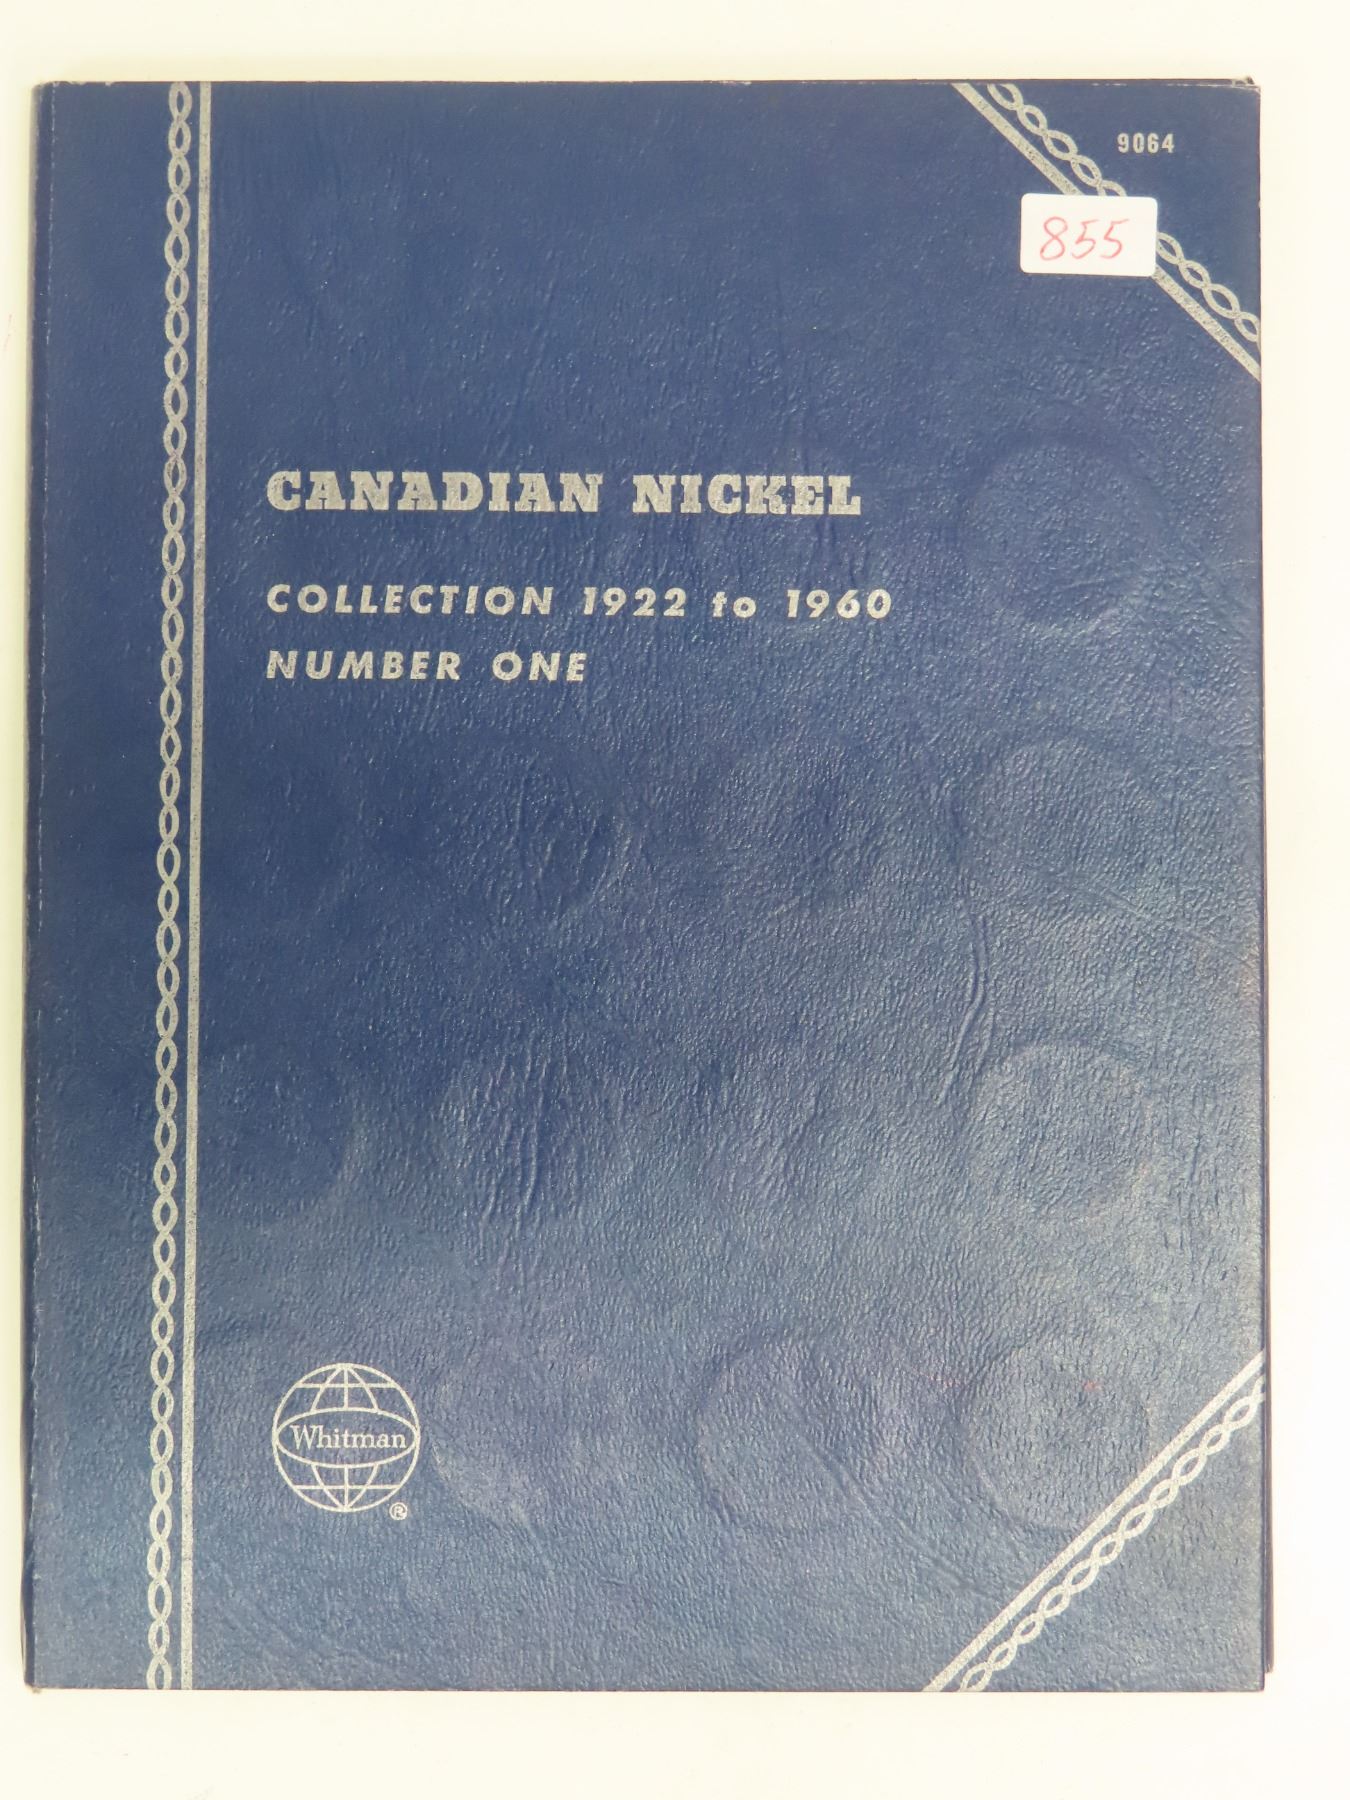 9064
855
CANADIAN NICKEL
COLLECTION 1922 to 1960
NUMBER ONE
Whitman
®